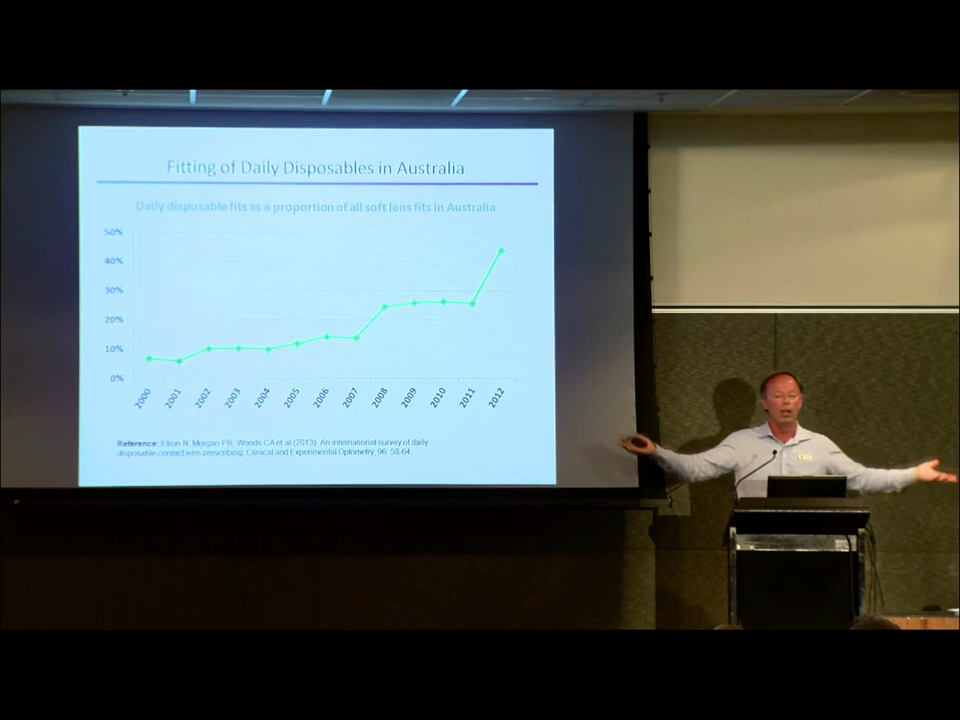 Fitting of Daily Disposables in Australia
Daily disposable fits as a proportion of all soft lens fits in Australia
50%
40%
30%
20%
10%
0%
2000 2001 2002 2003 2004 2005 2006 2007 2008 2009 2010 2011 2012
Reference: Efron N, Morgan PB, Woods CA et al (2013). An international survey of daily
disposable contact lens prescribing. Clinical and Experimental Optometry, 96: 58-64.